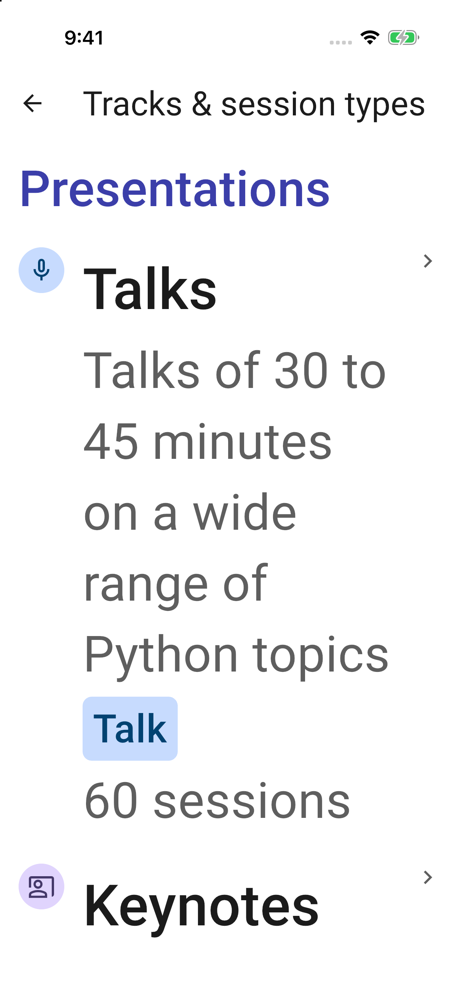 9:41
Tracks & session types
Presentations
Talks
Talks of 30 to
45 minutes
on a wide
range of
Python topics
Talk
60 sessions
Keynotes